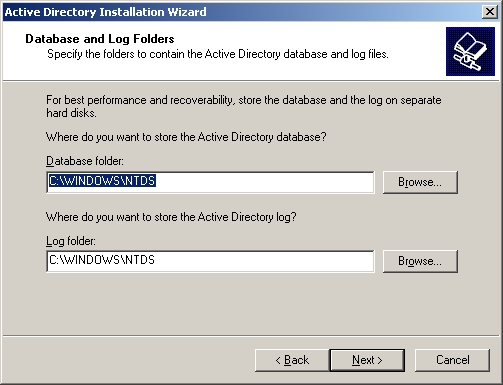 Active Directory Installation Wizard
Database and Log Folders
Specify the folders to contain the Active Directory database and log files.
For best performance and recoverability, store the database and the log on separate
hard disks.
Where do you want to store the Active Directory database?
Database folder:
C:\WINDOWS\NTDS
Browse...
Where do you want to store the Active Directory log?
Log folder:
C:\WINDOWS\NTDS
Browse...
< Back
Next >
Cancel